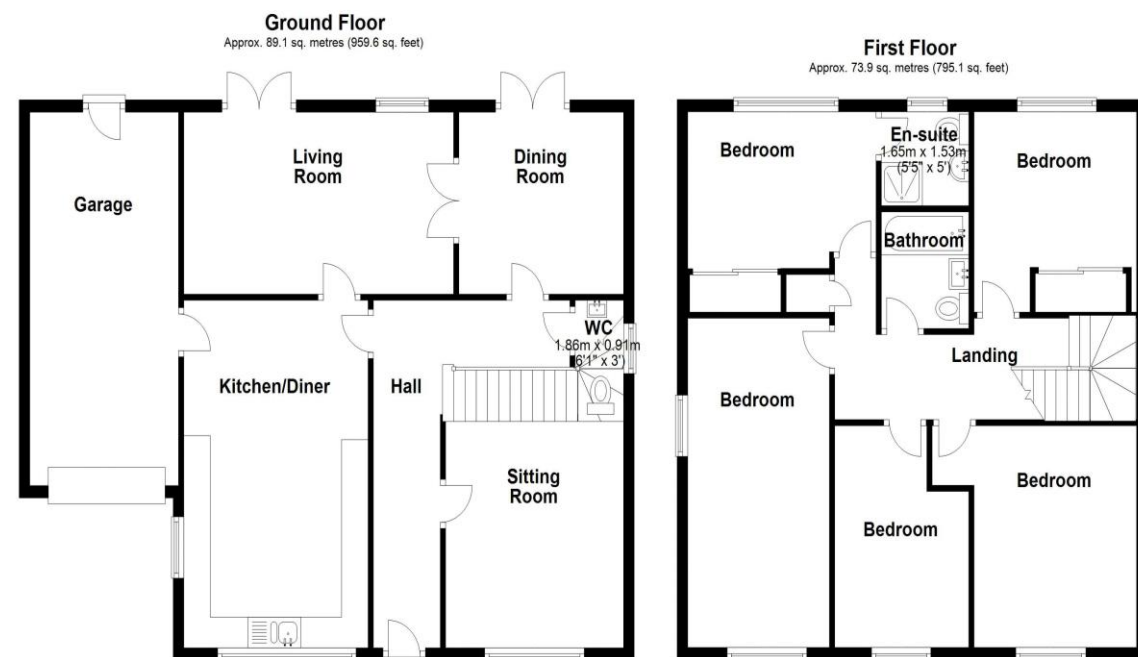 Ground Floor
Approx. 89.1 sq. metres (959.6 sq. feet)
Living
Room
Dining
Room
Garage
WC
1.86m x 0.91m
(6'1" x 3')
Kitchen/Diner
Hall
Sitting
Room
First Floor
Approx. 73.9 sq. metres (795.1 sq. feet)
Bedroom
En-suite
1.65m x 1.53m
(5'5" x 5')
Bedroom
Bathroom
Landing
Bedroom
Bedroom
Bedroom